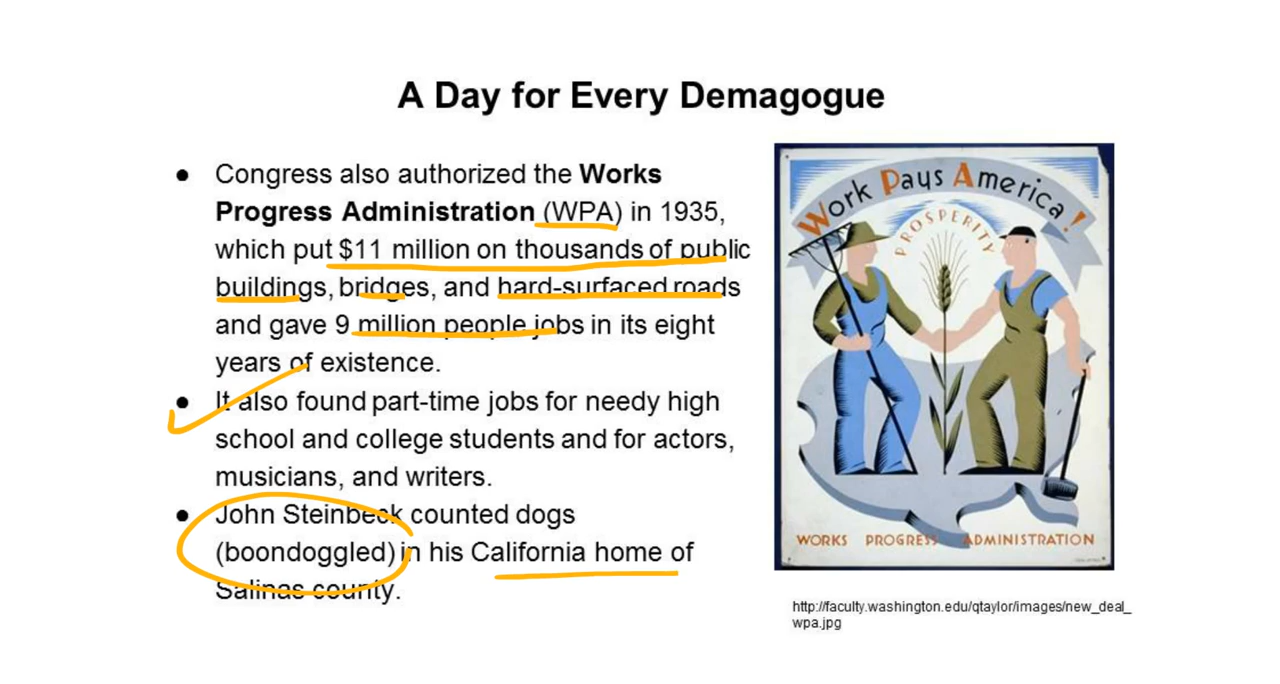 A Day for Every Demagogue
● Congress also authorized the Works
Progress Administration (WPA) in 1935,
which put $11 million on thousands of public
buildings, bridges, and hard-surfaced roads
and gave 9 million people jobs in its eight
years of existence.
● It also found part-time jobs for needy high
school and college students and for actors,
musicians, and writers.
● John Steinbeck counted dogs
(boondoggled) in his California home of
Salinas county.
Work Pays America!
PROSPERITY
WORKS PROGRESS ADMINISTRATION
http://faculty.washington.edu/qtaylor/images/new_deal_
wpa.jpg